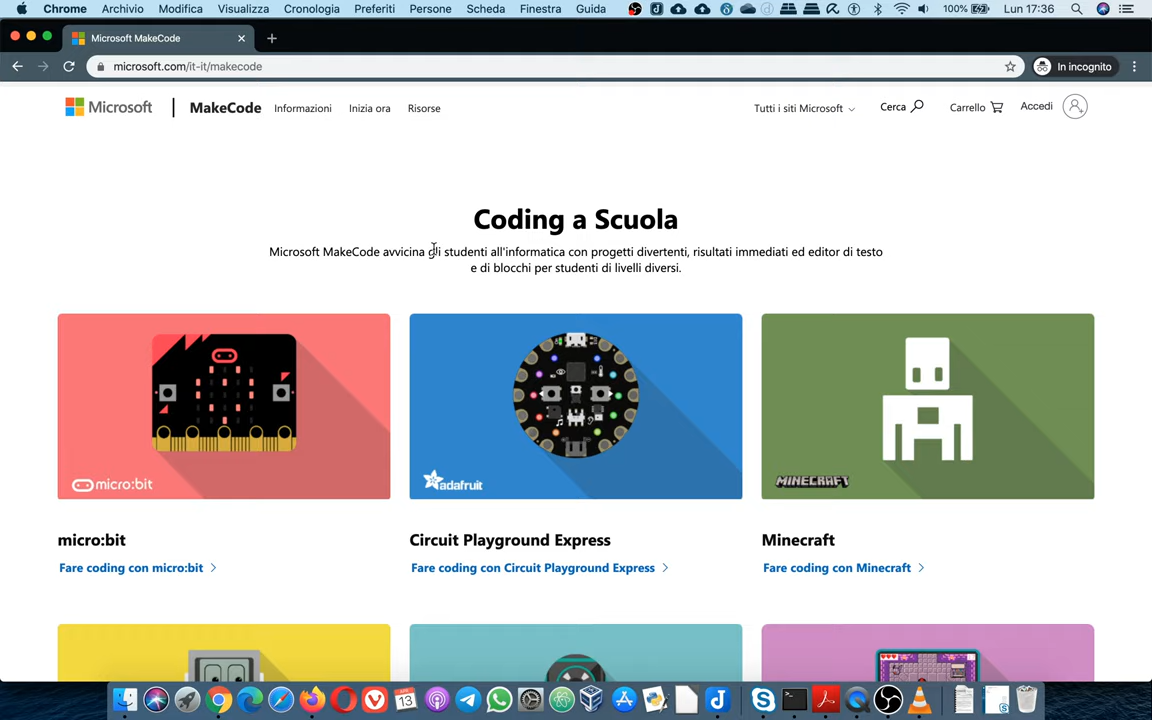 Chrome Archivio Modifica Visualizza Cronologia Preferiti Persone Scheda Finestra Guida 100% Lun 17:36
Microsoft MakeCode
microsoft.com/it-it/makecode In incognito
Microsoft MakeCode Informazioni Inizia ora Risorse Tutti i siti Microsoft Cerca Carrello Accedi
Coding a Scuola
Microsoft MakeCode avvicina gli studenti all'informatica con progetti divertenti, risultati immediati ed editor di testo
e di blocchi per studenti di livelli diversi.
micro:bit adafruit MINECRAFT
micro:bit Circuit Playground Express Minecraft
Fare coding con micro:bit Fare coding con Circuit Playground Express Fare coding con Minecraft
13